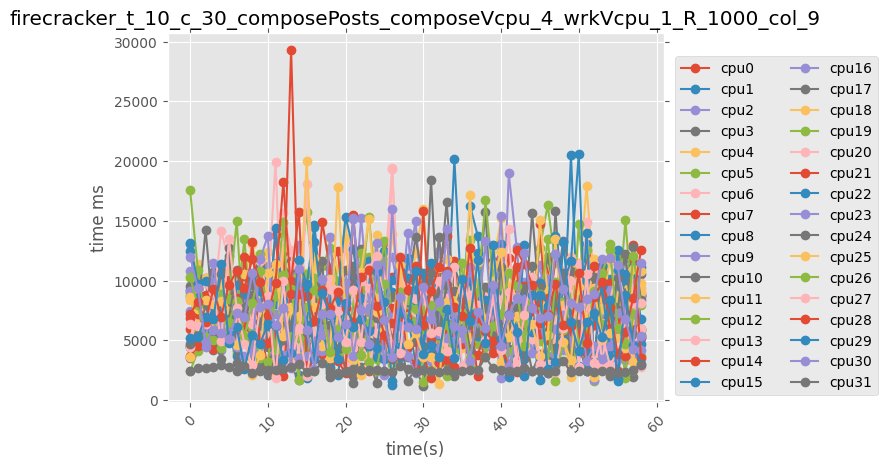 firecracker_t_10_c_30_composePosts_composeVcpu_4_wrkVcpu_1_R_1000_col_9
30000
25000
20000
15000
10000
5000
0
time ms
0 10 20 30 40 50 60
time(s)
cpu0 cpu16
cpu1 cpu17
cpu2 cpu18
cpu3 cpu19
cpu4 cpu20
cpu5 cpu21
cpu6 cpu22
cpu7 cpu23
cpu8 cpu24
cpu9 cpu25
cpu10 cpu26
cpu11 cpu27
cpu12 cpu28
cpu13 cpu29
cpu14 cpu30
cpu15 cpu31